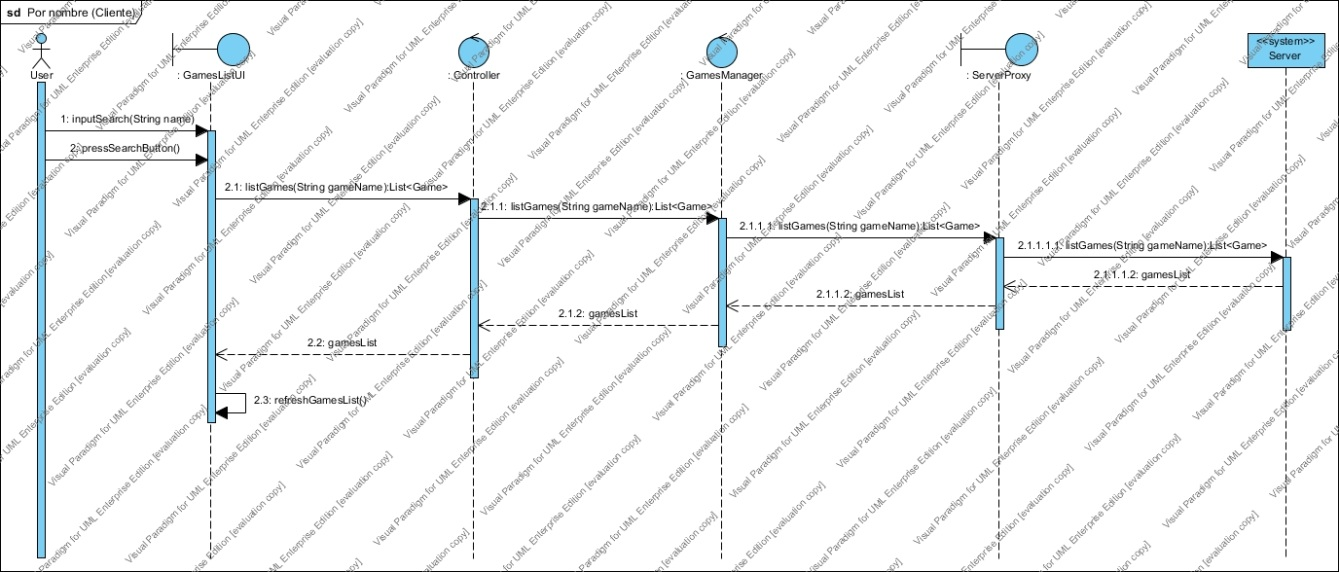 sd Por nombre (Cliente)
User
: GamesListUI
: Controller
: GamesManager
: ServerProxy
<<system>>
Server
1: inputSearch(String name)
2: pressSearchButton()
2.1: listGames(String gameName):List<Game>
2.1.1: listGames(String gameName):List<Game>
2.1.1.1: listGames(String gameName):List<Game>
2.1.1.1.1: listGames(String gameName):List<Game>
2.1.1.1.2: gamesList
2.1.1.2: gamesList
2.1.2: gamesList
2.2: gamesList
2.3: refreshGamesList()
Visual Paradigm for UML Enterprise Edition [evaluation copy]